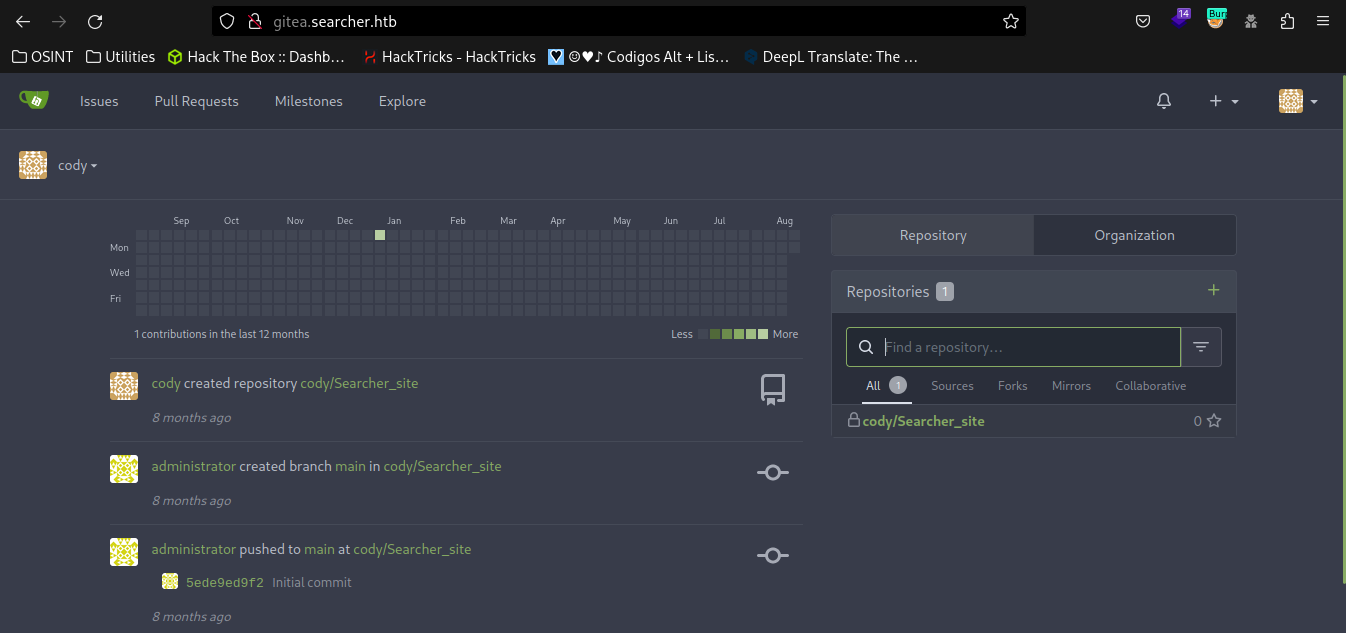 gitea.searcher.htb
14
Burr
OSINT
Utilities
Hack The Box :: Dashb…
HackTricks - HackTricks
☺♥♪ Codigos Alt + Lis…
DeepL Translate: The …
Issues
Pull Requests
Milestones
Explore
cody
Sep Oct Nov Dec Jan Feb Mar Apr May Jun Jul Aug
Mon
Wed
Fri
1 contributions in the last 12 months
Less
More
cody created repository cody/Searcher_site
8 months ago
administrator created branch main in cody/Searcher_site
8 months ago
administrator pushed to main at cody/Searcher_site
5ede9ed9f2 Initial commit
8 months ago
Repository
Organization
Repositories 1
Find a repository…
All 1 Sources Forks Mirrors Collaborative
cody/Searcher_site 0